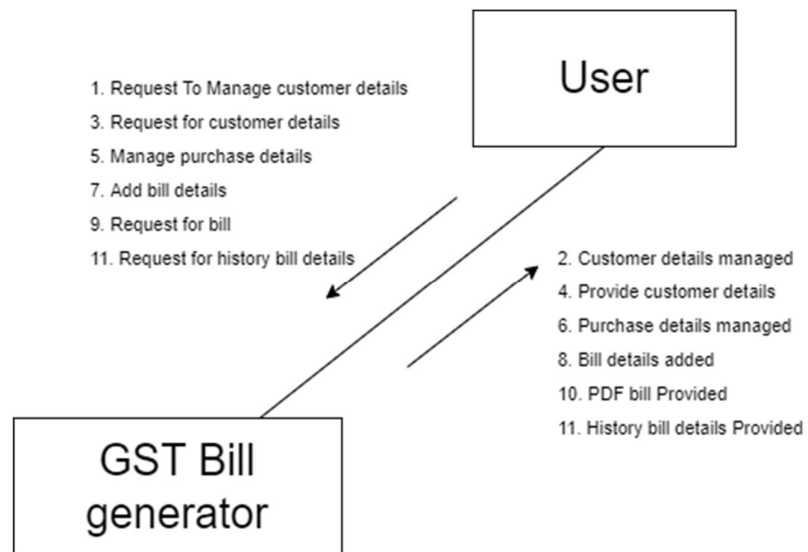 User
1. Request To Manage customer details
3. Request for customer details
5. Manage purchase details
7. Add bill details
9. Request for bill
11. Request for history bill details
2. Customer details managed
4. Provide customer details
6. Purchase details managed
8. Bill details added
10. PDF bill Provided
11. History bill details Provided
GST Bill
generator